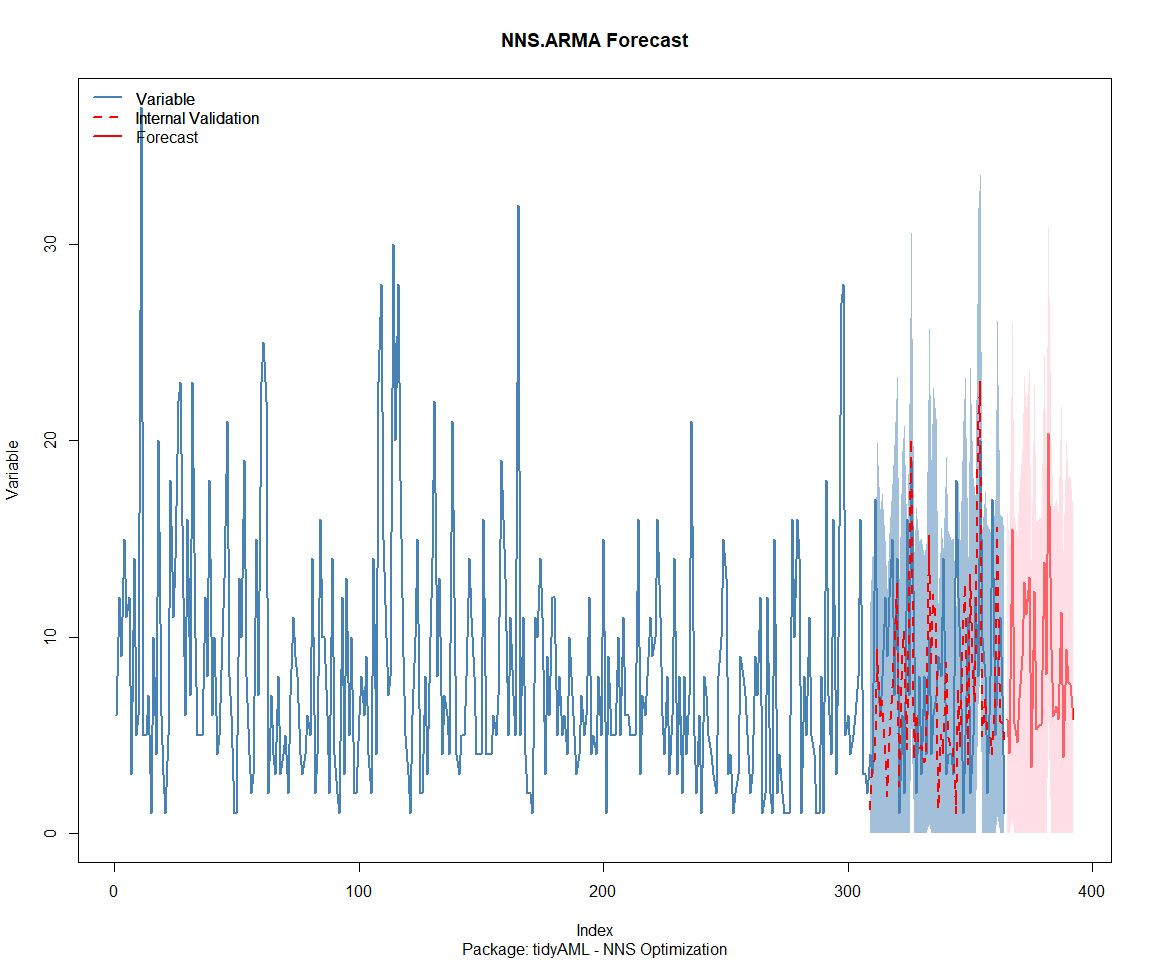 NNS.ARMA Forecast
Variable
Internal Validation
Forecast
Variable
30
20
10
0
0
100
200
300
400
Index
Package: tidyAML - NNS Optimization